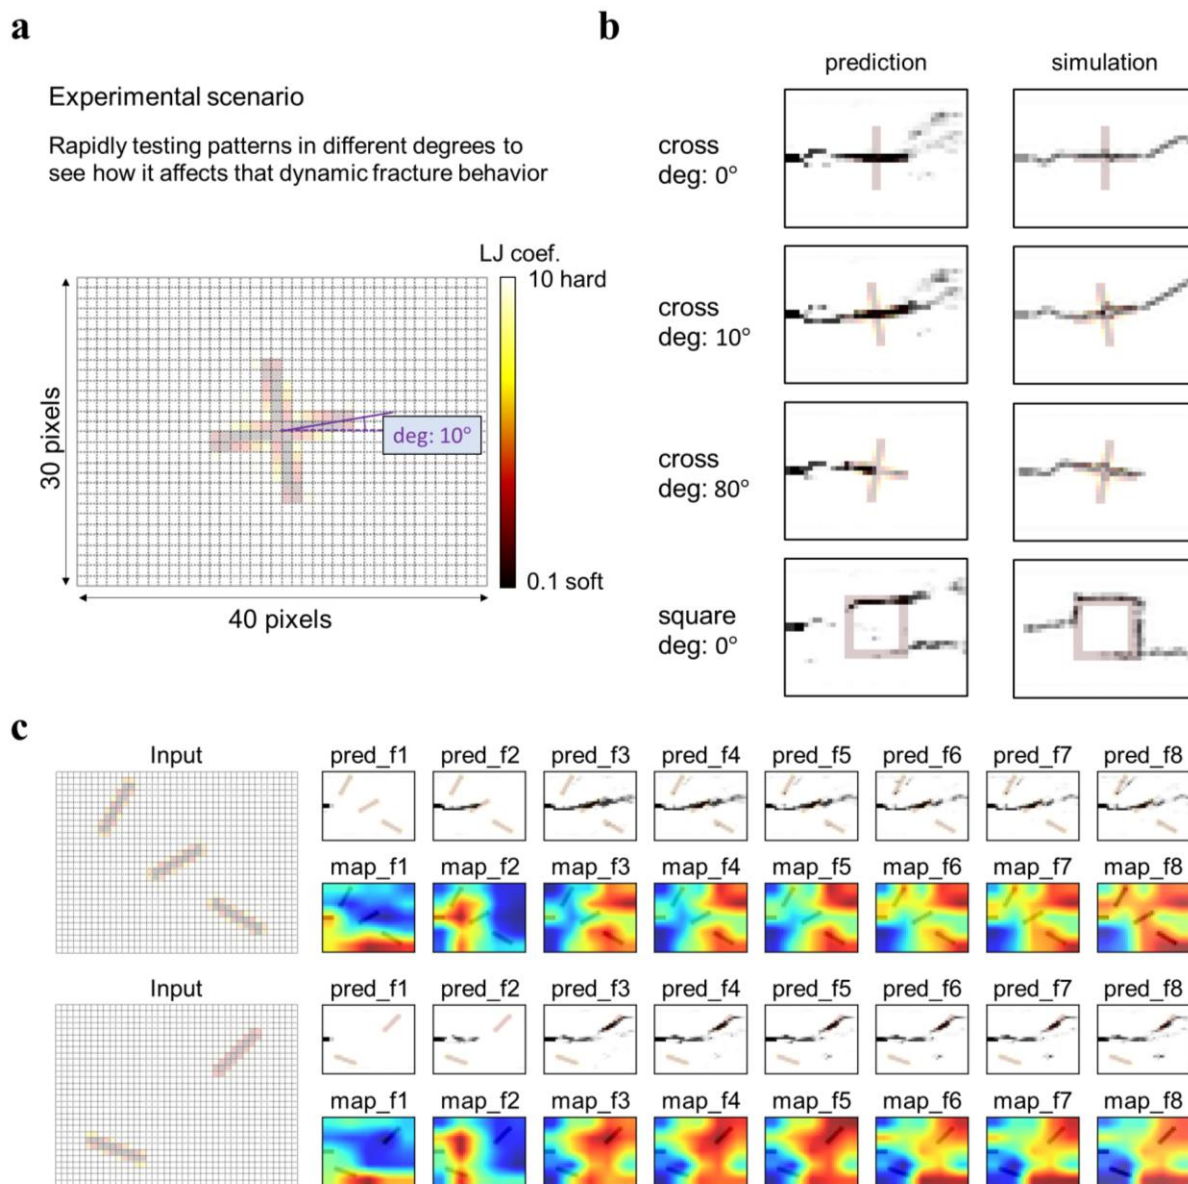 a
Experimental scenario
Rapidly testing patterns in different degrees to
see how it affects that dynamic fracture behavior
LJ coef.
10 hard
0.1 soft
30 pixels
40 pixels
deg: 10°
b
prediction simulation
cross
deg: 0°
cross
deg: 10°
cross
deg: 80°
square
deg: 0°
c
Input pred_f1 pred_f2 pred_f3 pred_f4 pred_f5 pred_f6 pred_f7 pred_f8
map_f1 map_f2 map_f3 map_f4 map_f5 map_f6 map_f7 map_f8
Input pred_f1 pred_f2 pred_f3 pred_f4 pred_f5 pred_f6 pred_f7 pred_f8
map_f1 map_f2 map_f3 map_f4 map_f5 map_f6 map_f7 map_f8